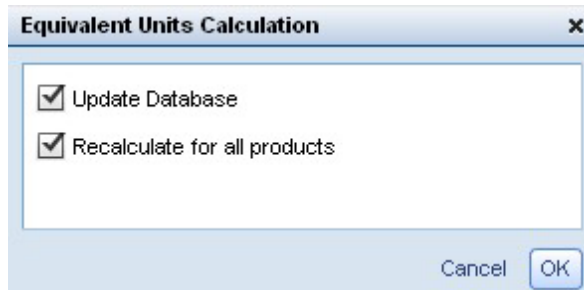 Equivalent Units Calculation
Update Database
Recalculate for all products
Cancel OK